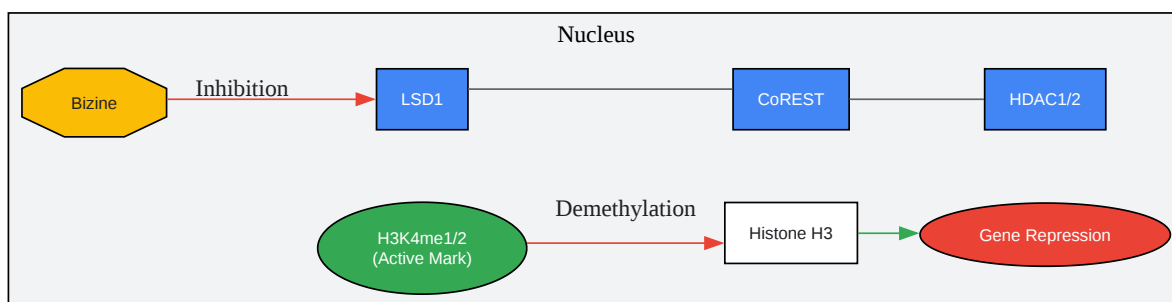 Nucleus
Bizine
Inhibition
LSD1
CoREST
HDAC1/2
H3K4me1/2
(Active Mark)
Demethylation
Histone H3
Gene Repression